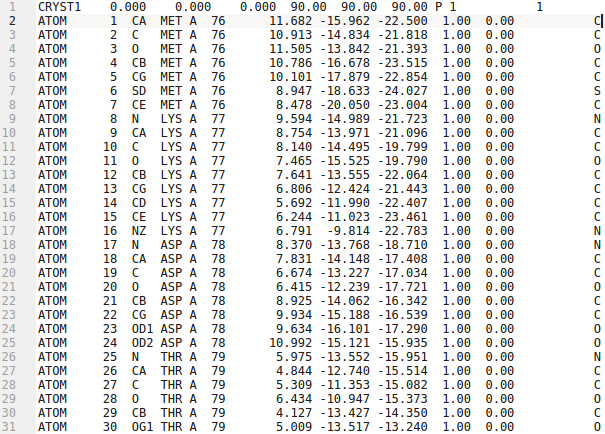 1 CRYST1 0.000 0.000 0.000 90.00 90.00 90.00 P 1 1
2 ATOM 1 CA MET A 76 11.682 -15.962 -22.500 1.00 0.00 C
3 ATOM 2 C MET A 76 10.913 -14.834 -21.818 1.00 0.00 C
4 ATOM 3 O MET A 76 11.505 -13.842 -21.393 1.00 0.00 O
5 ATOM 4 CB MET A 76 10.786 -16.678 -23.515 1.00 0.00 C
6 ATOM 5 CG MET A 76 10.101 -17.879 -22.854 1.00 0.00 C
7 ATOM 6 SD MET A 76 8.947 -18.633 -24.027 1.00 0.00 S
8 ATOM 7 CE MET A 76 8.478 -20.050 -23.004 1.00 0.00 C
9 ATOM 8 N LYS A 77 9.594 -14.989 -21.723 1.00 0.00 N
10 ATOM 9 CA LYS A 77 8.754 -13.971 -21.096 1.00 0.00 C
11 ATOM 10 C LYS A 77 8.140 -14.495 -19.799 1.00 0.00 C
12 ATOM 11 O LYS A 77 7.465 -15.525 -19.790 1.00 0.00 O
13 ATOM 12 CB LYS A 77 7.641 -13.555 -22.064 1.00 0.00 C
14 ATOM 13 CG LYS A 77 6.806 -12.424 -21.443 1.00 0.00 C
15 ATOM 14 CD LYS A 77 5.692 -11.990 -22.407 1.00 0.00 C
16 ATOM 15 CE LYS A 77 6.244 -11.023 -23.461 1.00 0.00 C
17 ATOM 16 NZ LYS A 77 6.791 -9.814 -22.783 1.00 0.00 N
18 ATOM 17 N ASP A 78 8.370 -13.768 -18.710 1.00 0.00 N
19 ATOM 18 CA ASP A 78 7.831 -14.148 -17.408 1.00 0.00 C
20 ATOM 19 C ASP A 78 6.674 -13.227 -17.034 1.00 0.00 C
21 ATOM 20 O ASP A 78 6.415 -12.239 -17.721 1.00 0.00 O
22 ATOM 21 CB ASP A 78 8.925 -14.062 -16.342 1.00 0.00 C
23 ATOM 22 CG ASP A 78 9.934 -15.188 -16.539 1.00 0.00 C
24 ATOM 23 OD1 ASP A 78 9.634 -16.101 -17.290 1.00 0.00 O
25 ATOM 24 OD2 ASP A 78 10.992 -15.121 -15.935 1.00 0.00 O
26 ATOM 25 N THR A 79 5.975 -13.552 -15.951 1.00 0.00 N
27 ATOM 26 CA THR A 79 4.844 -12.740 -15.514 1.00 0.00 C
28 ATOM 27 C THR A 79 5.309 -11.353 -15.082 1.00 0.00 C
29 ATOM 28 O THR A 79 6.434 -10.947 -15.373 1.00 0.00 O
30 ATOM 29 CB THR A 79 4.127 -13.427 -14.350 1.00 0.00 C
31 ATOM 30 OG1 THR A 79 5.009 -13.517 -13.240 1.00 0.00 O